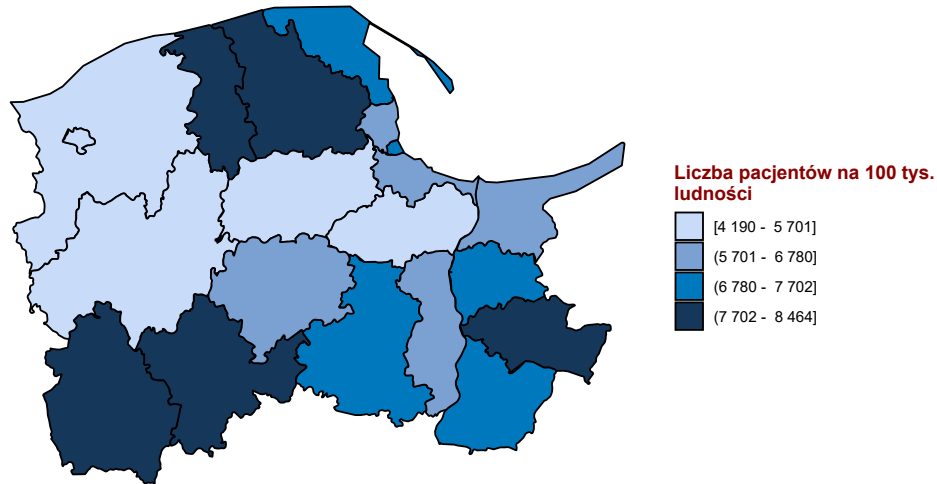 Liczba pacjentów na 100 tys.
ludności
[4 190 - 5 701]
(5 701 - 6 780]
(6 780 - 7 702]
(7 702 - 8 464]